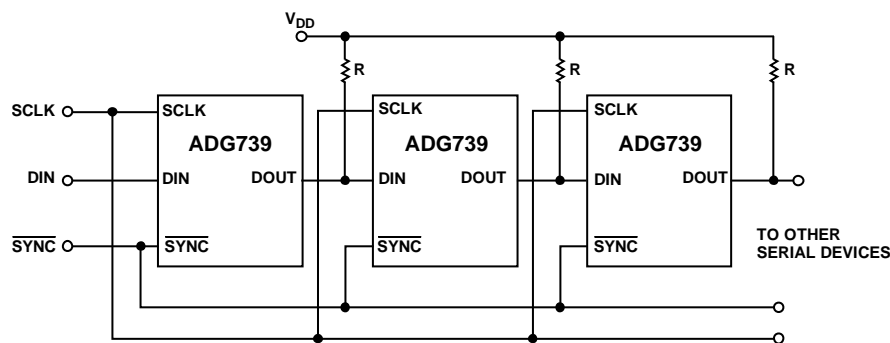 VDD
R
R
R
SCLK
SCLK
SCLK
SCLK
ADG739
ADG739
ADG739
DIN
DIN
DOUT
DIN
DOUT
DIN
DOUT
SYNC
SYNC
SYNC
SYNC
TO OTHER
SERIAL DEVICES